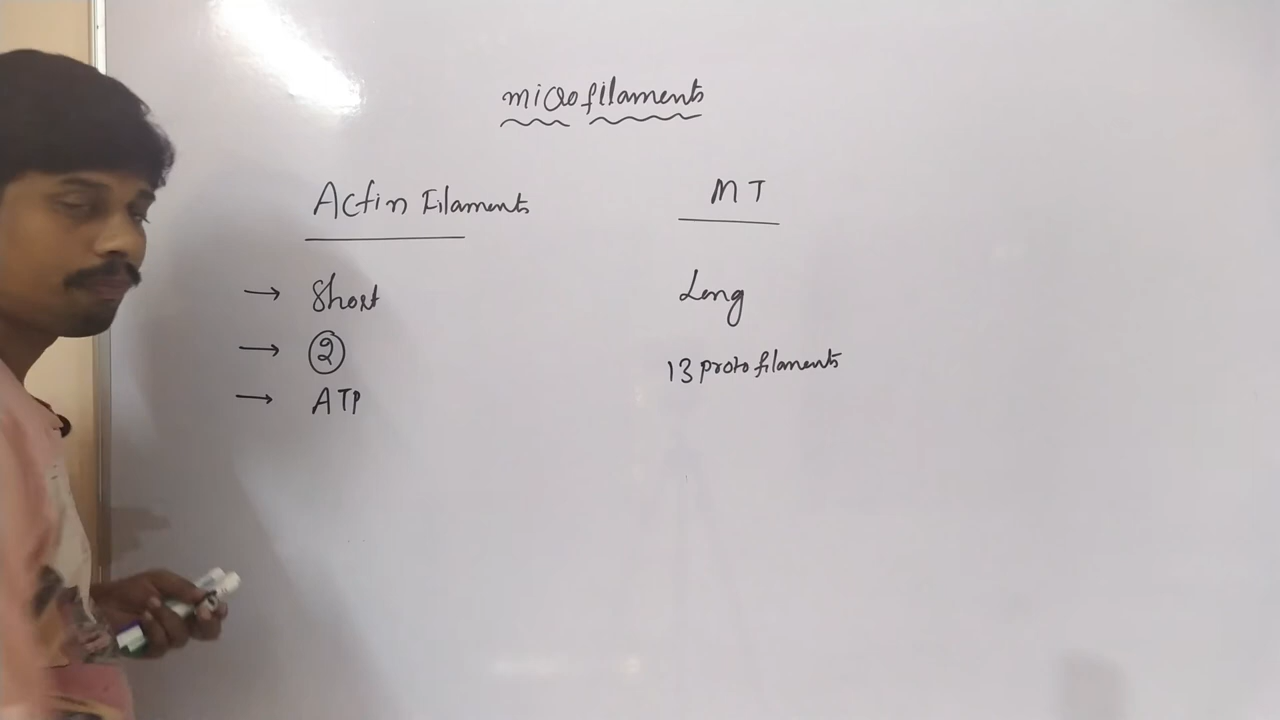 microfilaments
Actin Filaments
MT
→ Short
Long
→ 2
13 protofilaments
→ ATP